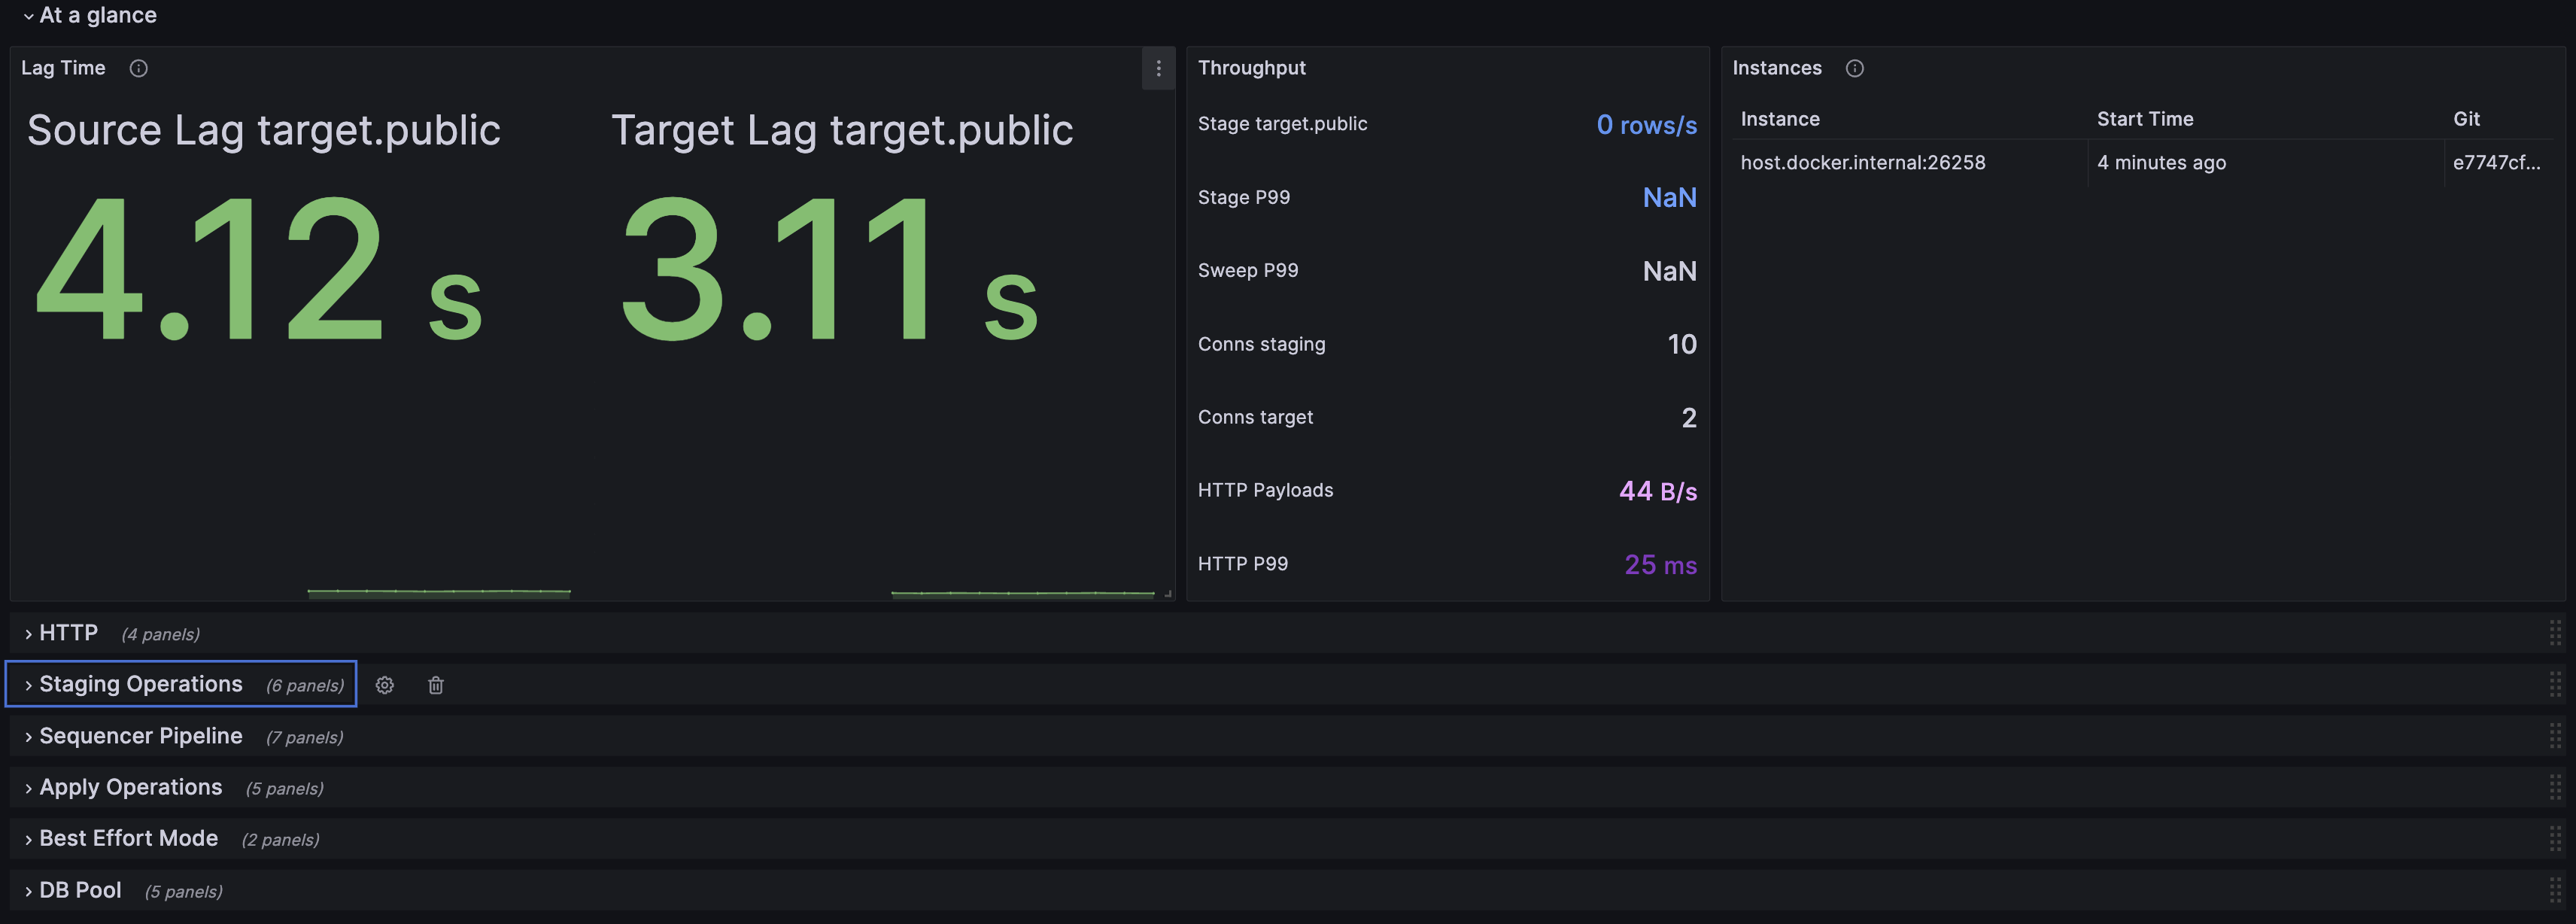 At a glance
Lag Time
Source Lag target.public
4.12 s
Target Lag target.public
3.11 s
Throughput
Stage target.public 0 rows/s
Stage P99 NaN
Sweep P99 NaN
Conns staging 10
Conns target 2
HTTP Payloads 44 B/s
HTTP P99 25 ms
Instances
Instance Start Time Git
host.docker.internal:26258 4 minutes ago e7747cf...
HTTP (4 panels)
Staging Operations (6 panels)
Sequencer Pipeline (7 panels)
Apply Operations (5 panels)
Best Effort Mode (2 panels)
DB Pool (5 panels)